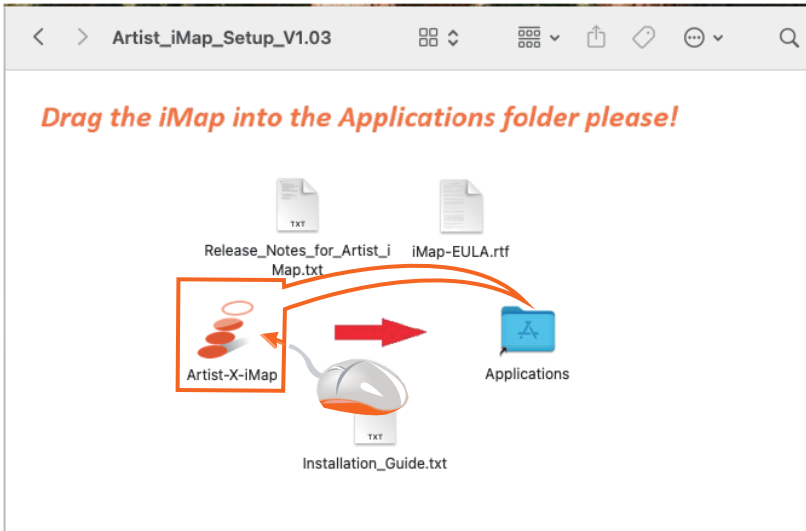 Artist_iMap_Setup_V1.03
Drag the iMap into the Applications folder please!
TXT
Release_Notes_for_Artist_i
Map.txt
iMap-EULA.rtf
Artist-X-iMap
Applications
TXT
Installation_Guide.txt